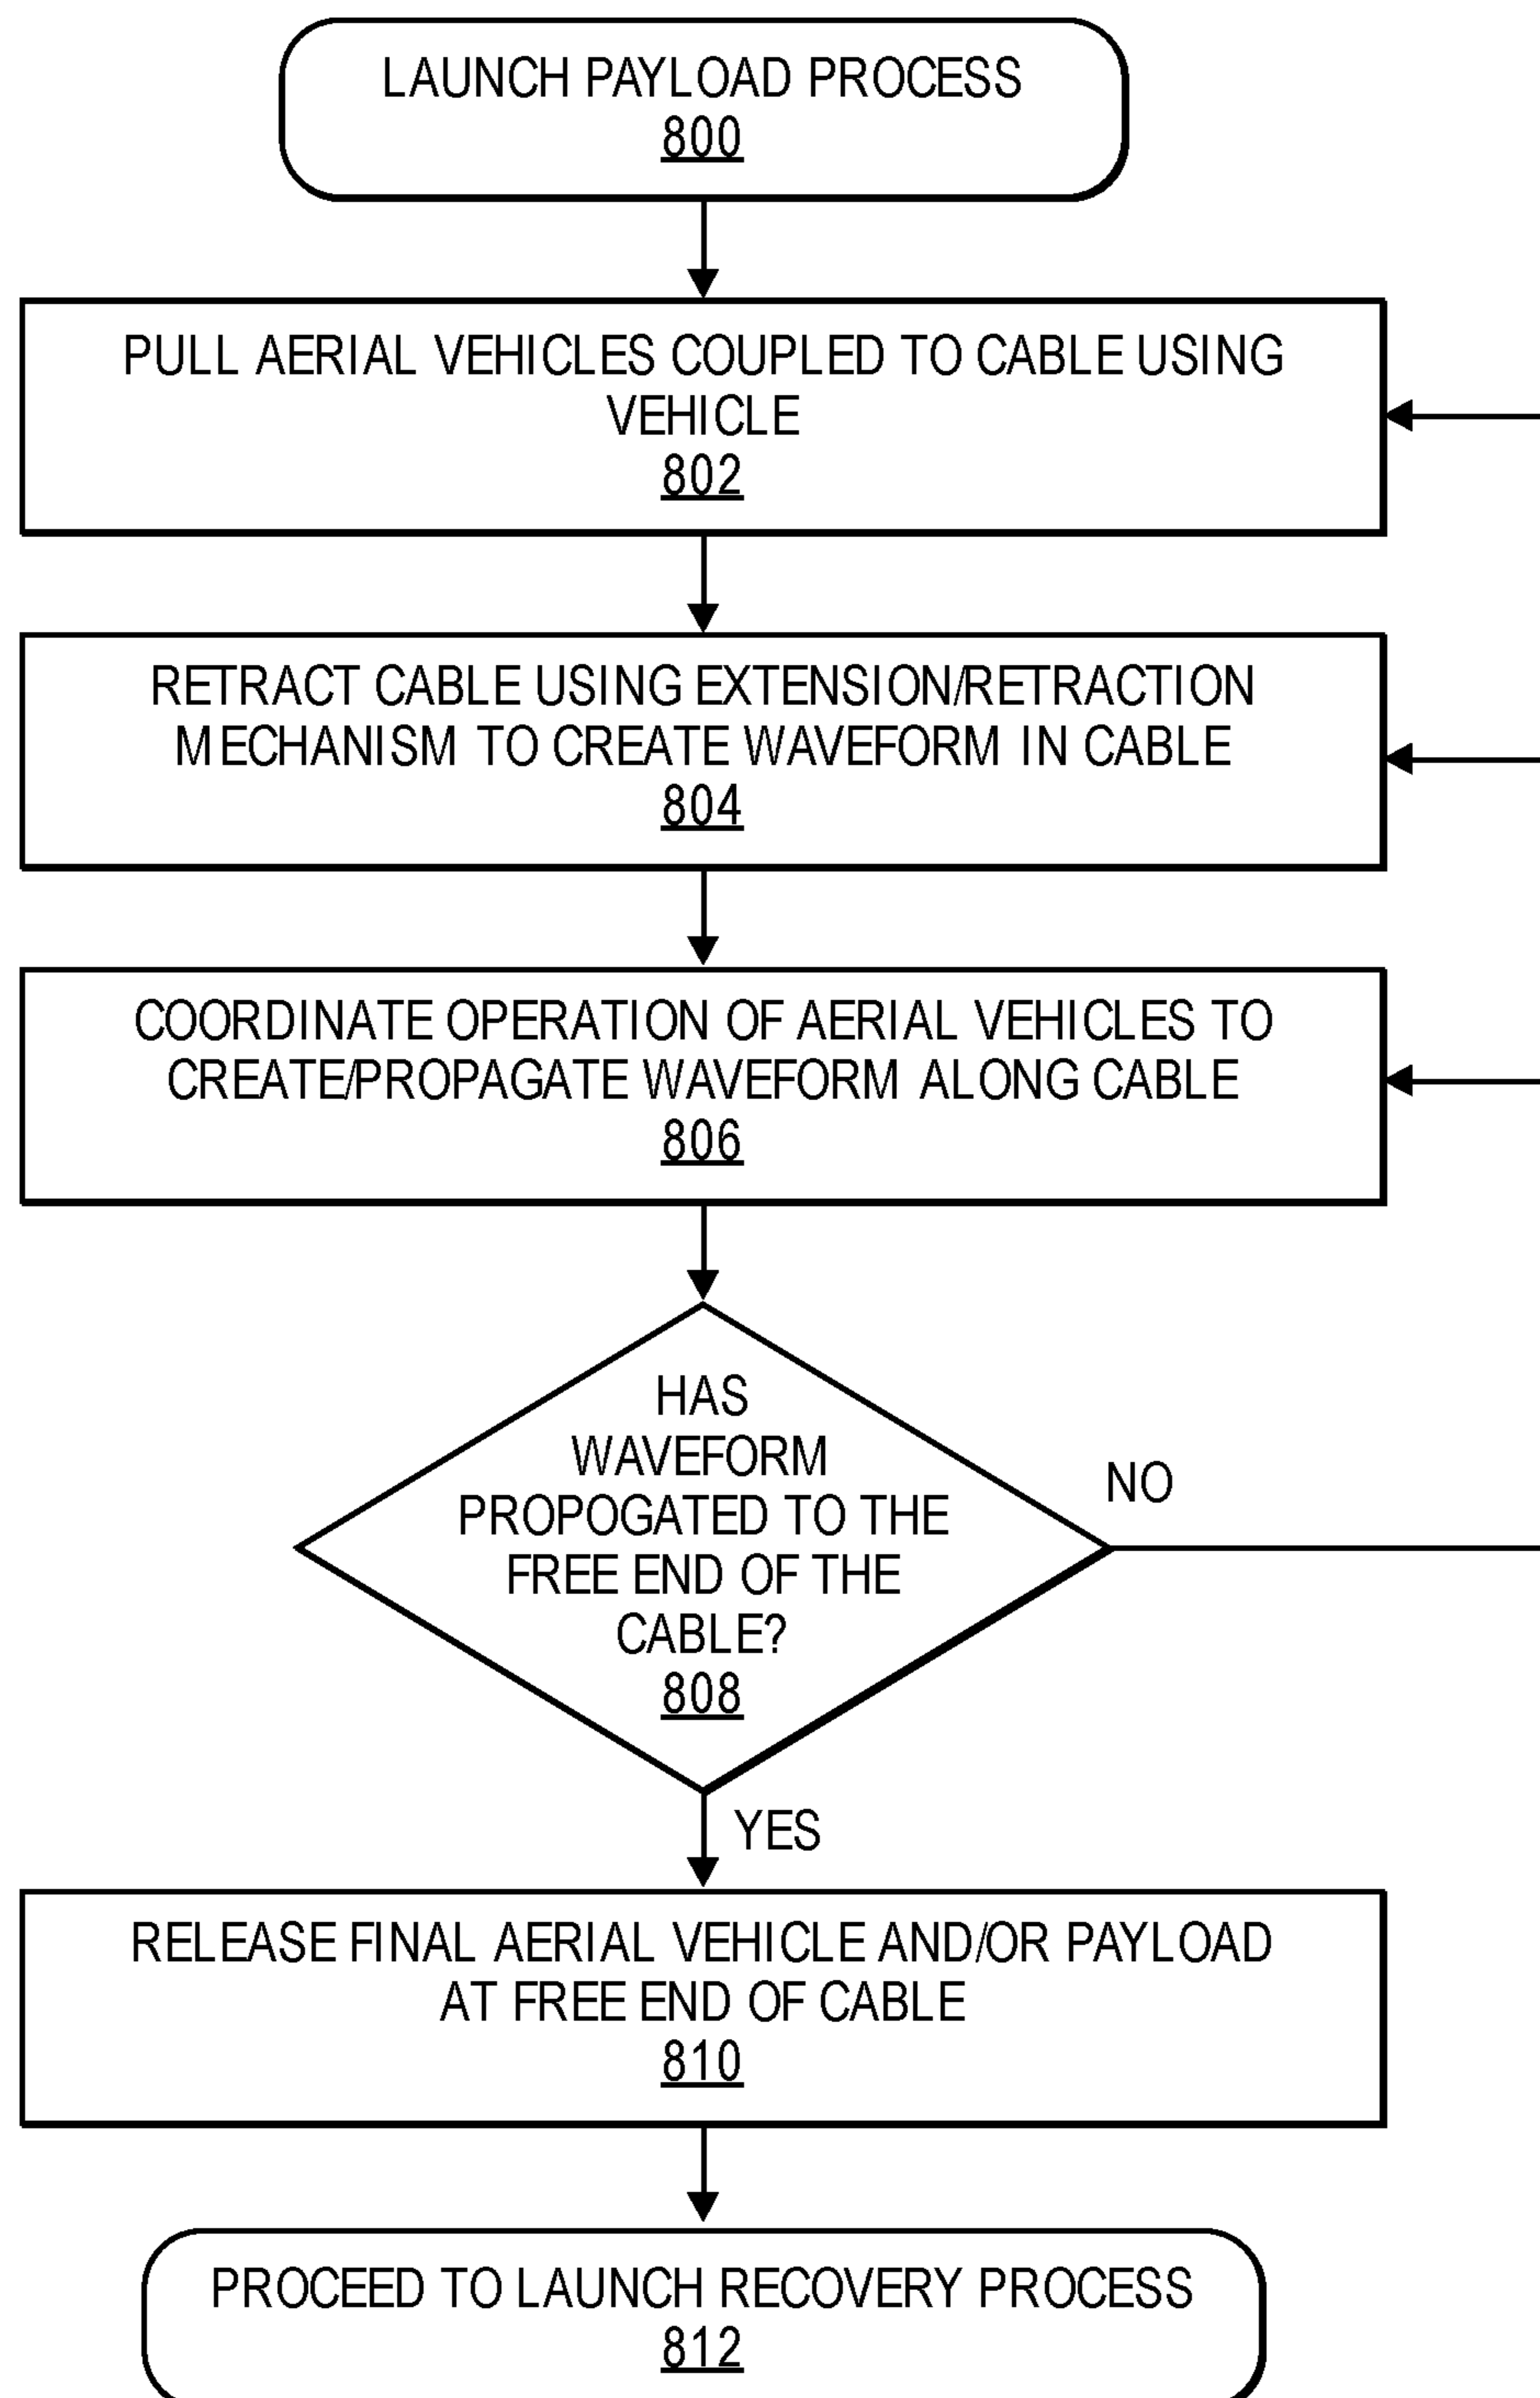 LAUNCH PAYLOAD PROCESS
800
PULL AERIAL VEHICLES COUPLED TO CABLE USING
VEHICLE
802
RETRACT CABLE USING EXTENSION/RETRACTION
MECHANISM TO CREATE WAVEFORM IN CABLE
804
COORDINATE OPERATION OF AERIAL VEHICLES TO
CREATE/PROPAGATE WAVEFORM ALONG CABLE
806
HAS
WAVEFORM
PROPOGATED TO THE
FREE END OF THE
CABLE?
808
NO
YES
RELEASE FINAL AERIAL VEHICLE AND/OR PAYLOAD
AT FREE END OF CABLE
810
PROCEED TO LAUNCH RECOVERY PROCESS
812